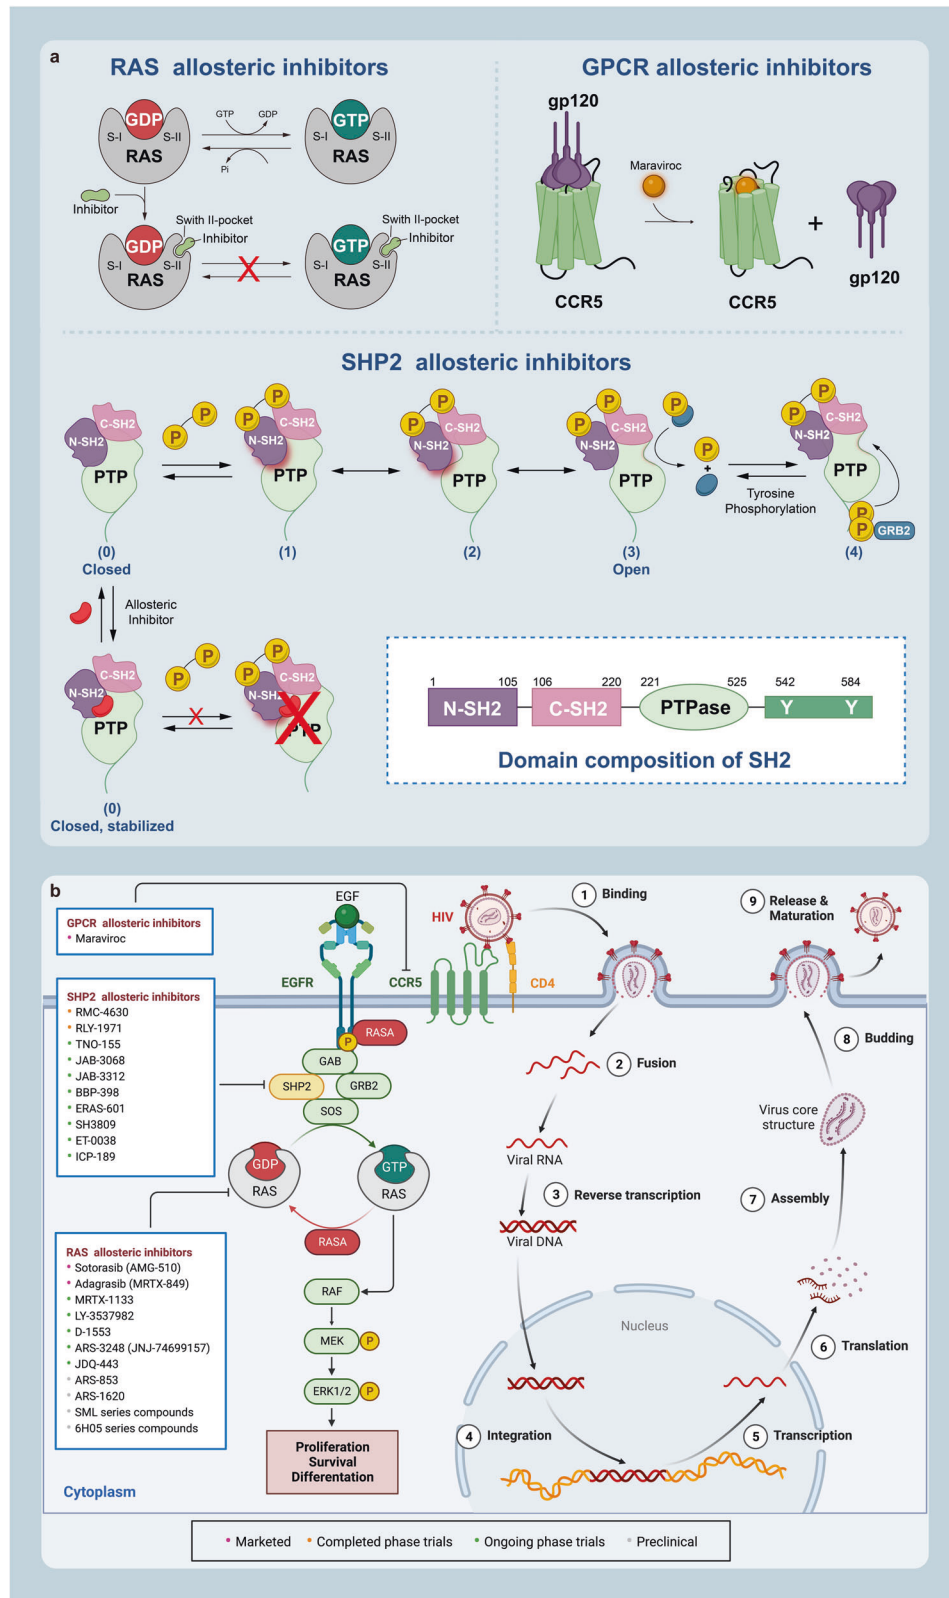 a
RAS allosteric inhibitors
GDP
S-I
S-II
RAS
GTP
GDP
Pi
GTP
S-I
S-II
RAS
Inhibitor
Swith II-pocket
Inhibitor
GDP
S-I
S-II
RAS
X
Swith II-pocket
Inhibitor
GTP
S-I
S-II
RAS
GPCR allosteric inhibitors
gp120
Maraviroc
CCR5
CCR5
+
gp120
SHP2 allosteric inhibitors
C-SH2
N-SH2
PTP
(0)
Closed
P
P
P
P
C-SH2
N-SH2
PTP
(1)
P
P
C-SH2
N-SH2
PTP
(2)
P
P
C-SH2
N-SH2
PTP
(3)
Open
P
P
+
Tyrosine
Phosphorylation
P
P
C-SH2
N-SH2
PTP
P
P
GRB2
(4)
Allosteric
Inhibitor
C-SH2
N-SH2
PTP
(0)
Closed, stabilized
P
P
X
P
P
C-SH2
N-SH2
PTP
X
1
105
106
220
221
525
542
584
N-SH2
C-SH2
PTPase
Y
Y
Domain composition of SH2
b
GPCR allosteric inhibitors
Maraviroc
SHP2 allosteric inhibitors
RMC-4630
RLY-1971
TNO-155
JAB-3068
JAB-3312
BBP-398
ERAS-601
SH3809
ET-0038
ICP-189
RAS allosteric inhibitors
Sotorasib (AMG-510)
Adagrasib (MRTX-849)
MRTX-1133
LY-3537982
D-1553
ARS-3248 (JNJ-74699157)
JDQ-443
ARS-853
ARS-1620
SML series compounds
6H05 series compounds
Cytoplasm
EGF
EGFR
P
RASA
GAB
SHP2
GRB2
SOS
GDP
RAS
GTP
RAS
RASA
RAF
MEK
P
ERK1/2
P
Proliferation
Survival
Differentation
CCR5
HIV
CD4
1 Binding
2 Fusion
Viral RNA
3 Reverse transcription
Viral DNA
Nucleus
4 Integration
5 Transcription
6 Translation
7 Assembly
Virus core
structure
8 Budding
9 Release &
Maturation
• Marketed • Completed phase trials • Ongoing phase trials • Preclinical